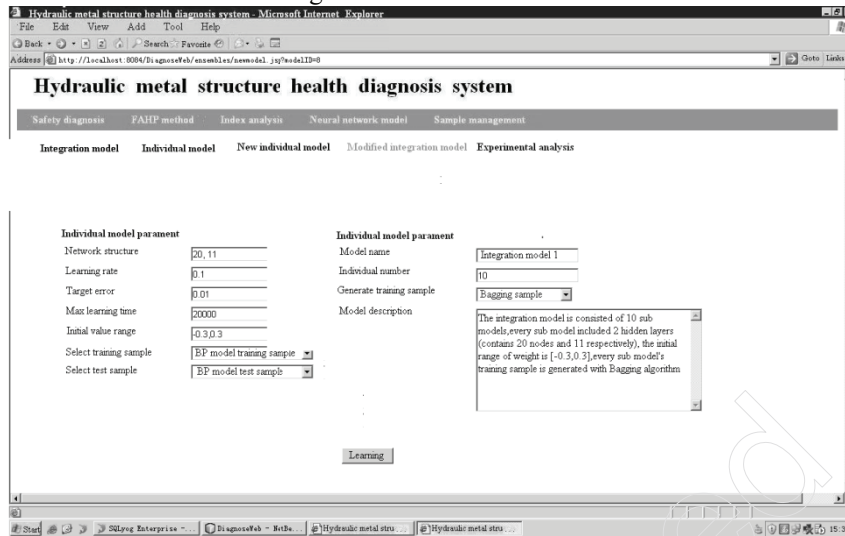 Hydraulic metal structure health diagnosis system - Microsoft Internet Explorer
File Edit View Add Tool Help
Back Search Favorite
Address http://localhost:8084/DiagnoseWeb/ensembles/newmodel.jsp?modelID=8 Goto Links
Hydraulic metal structure health diagnosis system
Safety diagnosis FAHP method Index analysis Neural network model Sample management
Integration model Individual model New individual model Modified integration model Experimental analysis
Individual model parament
Network structure 20, 11
Learning rate 0.1
Target error 0.01
Max learning time 20000
Initial value range -0.3,0.3
Select training sample BP model training sample
Select test sample BP model test sample
Individual model parament
Model name Integration model 1
Individual number 10
Generate training sample Bagging sample
Model description
The integration model is consisted of 10 sub
models,every sub model included 2 hidden layers
(contains 20 nodes and 11 respectively), the initial
range of weight is [-0.3,0.3],every sub model's
training sample is generated with Bagging algorithm
Learning
Start SQLyog Enterprise -... DiagnoseWeb - NetBe... Hydraulic metal stru... Hydraulic metal stru... 15:3